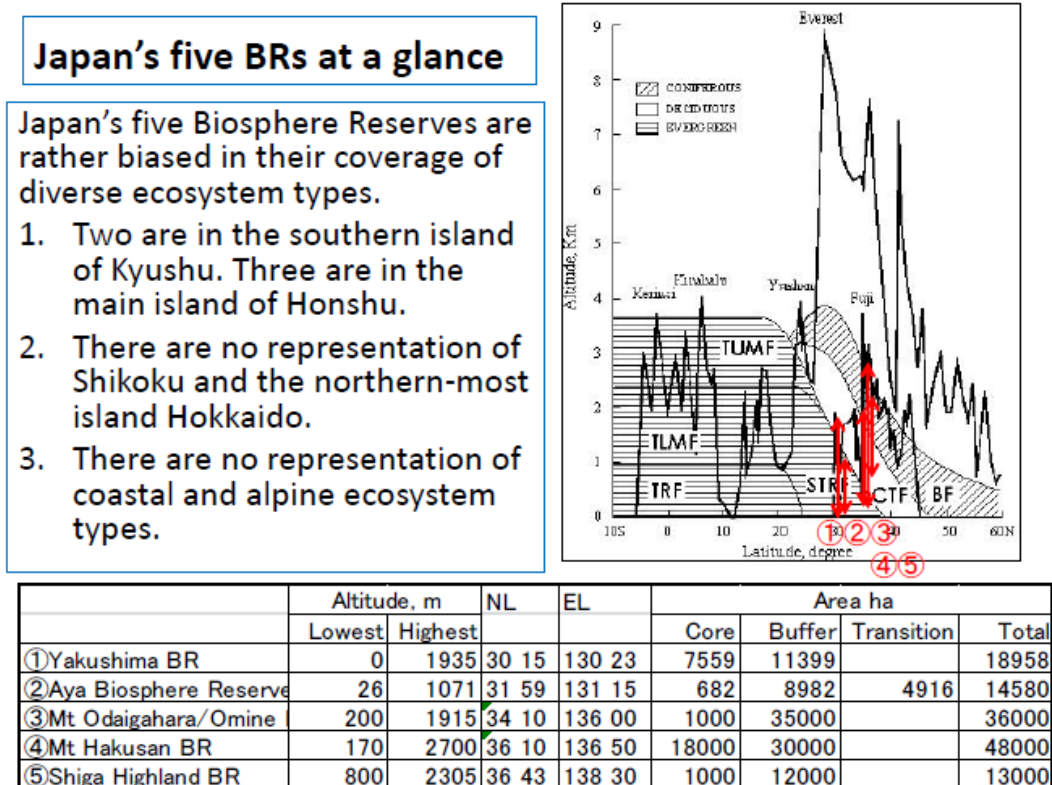 Japan's five BRs at a glance
Japan's five Biosphere Reserves are
rather biased in their coverage of
diverse ecosystem types.
1. Two are in the southern island
of Kyushu. Three are in the
main island of Honshu.
2. There are no representation of
Shikoku and the northern-most
island Hokkaido.
3. There are no representation of
coastal and alpine ecosystem
types.
Everest
CONIFEROUS
DECIDUOUS
EVERGREEN
Altitude, Km
9
8
7
6
5
4
3
2
1
0
Yushan
Fuji
TUMF
TLMF
TRF
STRF
CTF
BF
10S 0 10 20 30 40 50 60N
Latitude, degree
① ② ③
④ ⑤
Altitude, m NL EL Area ha
Lowest Highest Core Buffer Transition Total
①Yakushima BR 0 1935 30 15 130 23 7559 11399 18958
②Aya Biosphere Reserve 26 1071 31 59 131 15 682 8982 4916 14580
③Mt Odaigahara/Omine 200 1915 34 10 136 00 1000 35000 36000
④Mt Hakusan BR 170 2700 36 10 136 50 18000 30000 48000
⑤Shiga Highland BR 800 2305 36 43 138 30 1000 12000 13000